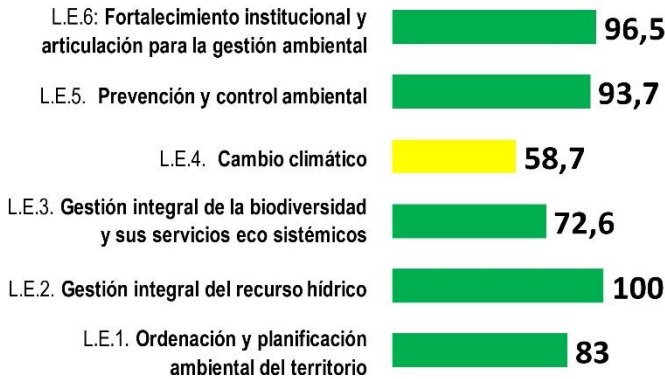 L.E.6: Fortalecimiento institucional y
articulación para la gestión ambiental
96,5
L.E.5. Prevención y control ambiental
93,7
L.E.4. Cambio climático
58,7
L.E.3. Gestión integral de la biodiversidad
y sus servicios eco sistémicos
72,6
L.E.2. Gestión integral del recurso hídrico
100
L.E.1. Ordenación y planificación
ambiental del territorio
83